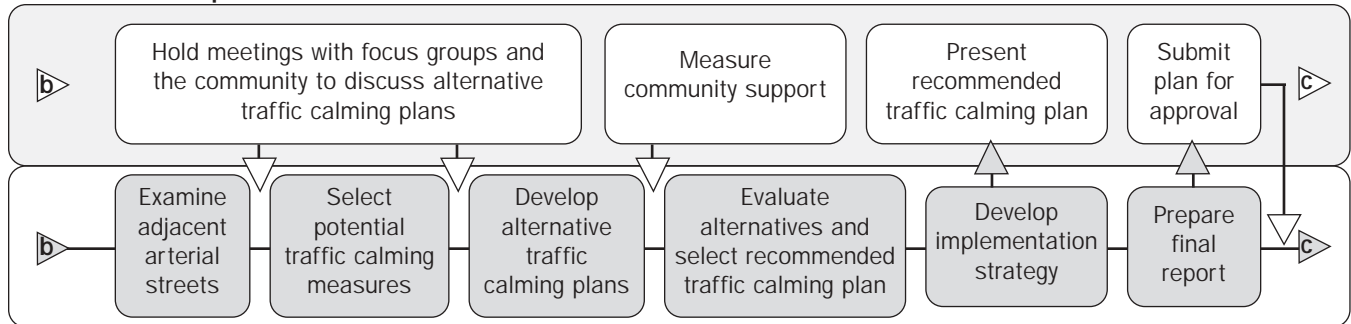 b
Hold meetings with focus groups and
the community to discuss alternative
traffic calming plans
Measure
community support
Present
recommended
traffic calming plan
Submit
plan for
approval
c
b
Examine
adjacent
arterial
streets
Select
potential
traffic calming
measures
Develop
alternative
traffic
calming plans
Evaluate
alternatives and
select recommended
traffic calming plan
Develop
implementation
strategy
Prepare
final
report
c